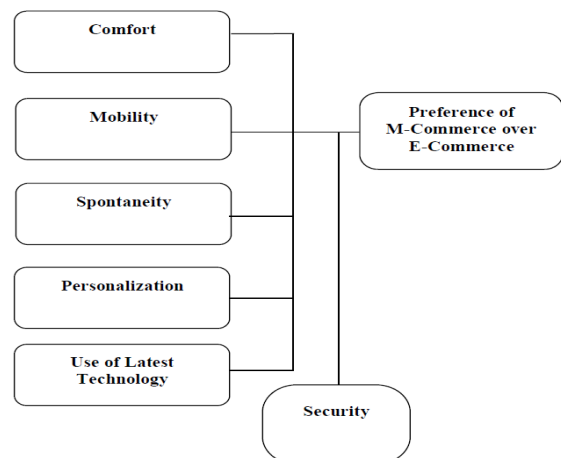 Comfort
Mobility
Preference of
M-Commerce over
E-Commerce
Spontaneity
Personalization
Use of Latest
Technology
Security